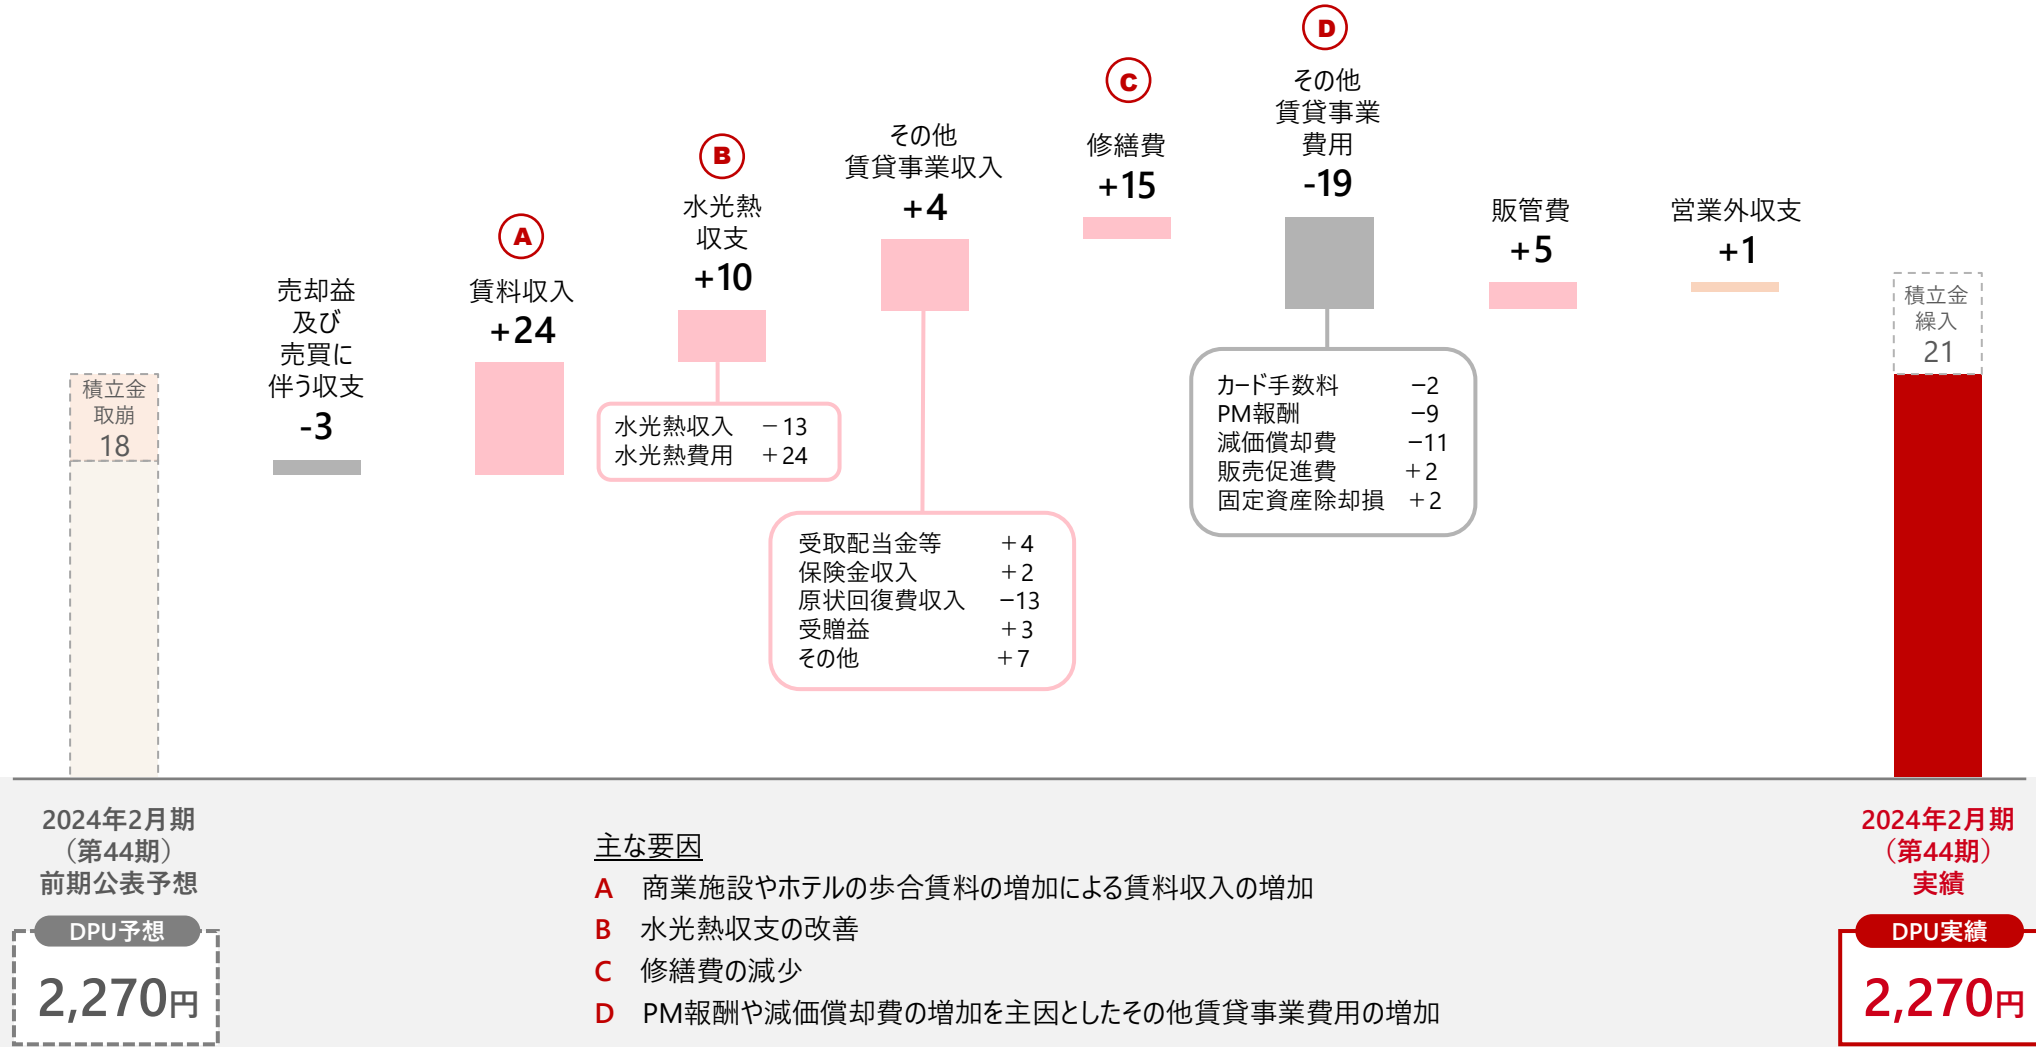 積立金
取崩
18
売却益
及び
売買に
伴う収支
-3
A
賃料収入
+24
B
水光熱
収支
+10
水光熱収入 －13
水光熱費用 ＋24
その他
賃貸事業収入
+4
受取配当金等 ＋4
保険金収入 ＋2
原状回復費収入 −13
受贈益 ＋3
その他 ＋7
C
修繕費
+15
D
その他
賃貸事業
費用
-19
カード手数料 −2
PM報酬 −9
減価償却費 −11
販売促進費 ＋2
固定資産除却損 ＋2
販管費
+5
営業外収支
+1
積立金
繰入
21
2024年2月期
（第44期）
前期公表予想
DPU予想
2,270円
主な要因
A 商業施設やホテルの歩合賃料の増加による賃料収入の増加
B 水光熱収支の改善
C 修繕費の減少
D PM報酬や減価償却費の増加を主因としたその他賃貸事業費用の増加
2024年2月期
（第44期）
実績
DPU実績
2,270円